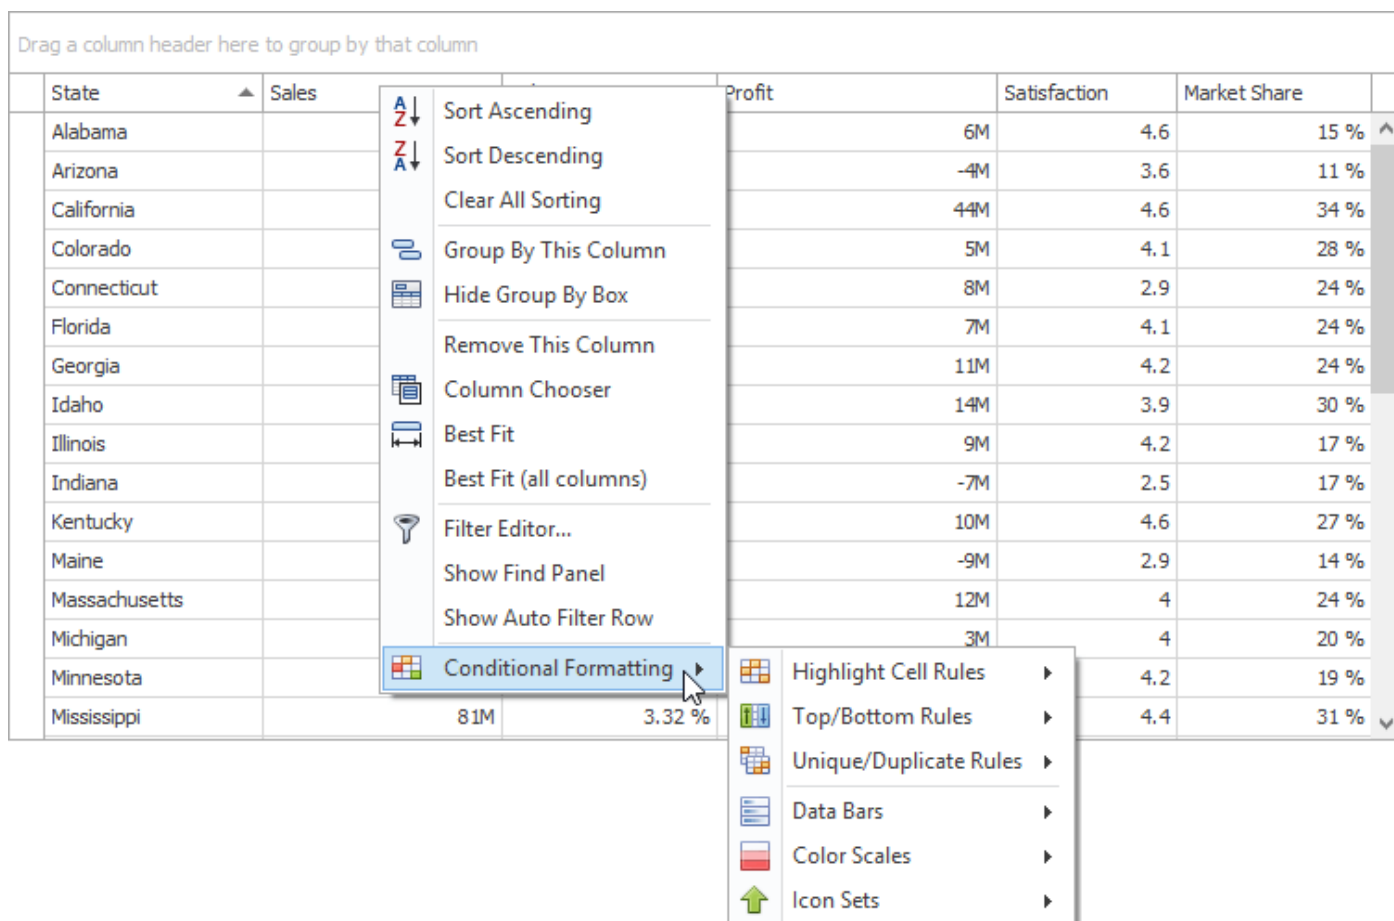 Drag a column header here to group by that column
State Sales Profit Satisfaction Market Share
Alabama 6M 4.6 15 %
Arizona -4M 3.6 11 %
California 44M 4.6 34 %
Colorado 5M 4.1 28 %
Connecticut 8M 2.9 24 %
Florida 7M 4.1 24 %
Georgia 11M 4.2 24 %
Idaho 14M 3.9 30 %
Illinois 9M 4.2 17 %
Indiana -7M 2.5 17 %
Kentucky 10M 4.6 27 %
Maine -9M 2.9 14 %
Massachusetts 12M 4 24 %
Michigan 3M 4 20 %
Minnesota 4.2 19 %
Mississippi 81M 3.32 % 4.4 31 %
Sort Ascending
Sort Descending
Clear All Sorting
Group By This Column
Hide Group By Box
Remove This Column
Column Chooser
Best Fit
Best Fit (all columns)
Filter Editor...
Show Find Panel
Show Auto Filter Row
Conditional Formatting
Highlight Cell Rules
Top/Bottom Rules
Unique/Duplicate Rules
Data Bars
Color Scales
Icon Sets